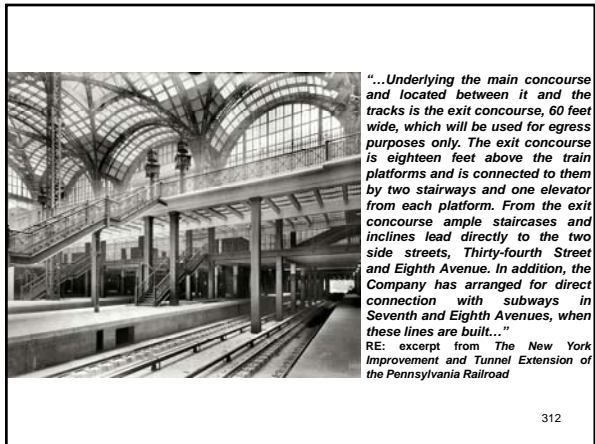 “…Underlying the main concourse
and located between it and the
tracks is the exit concourse, 60 feet
wide, which will be used for egress
purposes only. The exit concourse
is eighteen feet above the train
platforms and is connected to them
by two stairways and one elevator
from each platform. From the exit
concourse ample staircases and
inclines lead directly to the two
side streets, Thirty-fourth Street
and Eighth Avenue. In addition, the
Company has arranged for direct
connection with subways in
Seventh and Eighth Avenues, when
these lines are built…”
RE: excerpt from The New York
Improvement and Tunnel Extension of
the Pennsylvania Railroad
312